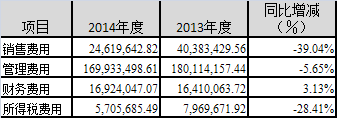 项目 2014年度 2013年度 同比增减（%）
销售费用 24,619,642.82 40,383,429.56 -39.04%
管理费用 169,933,498.61 180,114,157.44 -5.65%
财务费用 16,924,047.07 16,410,063.72 3.13%
所得税费用 5,705,685.49 7,969,671.92 -28.41%